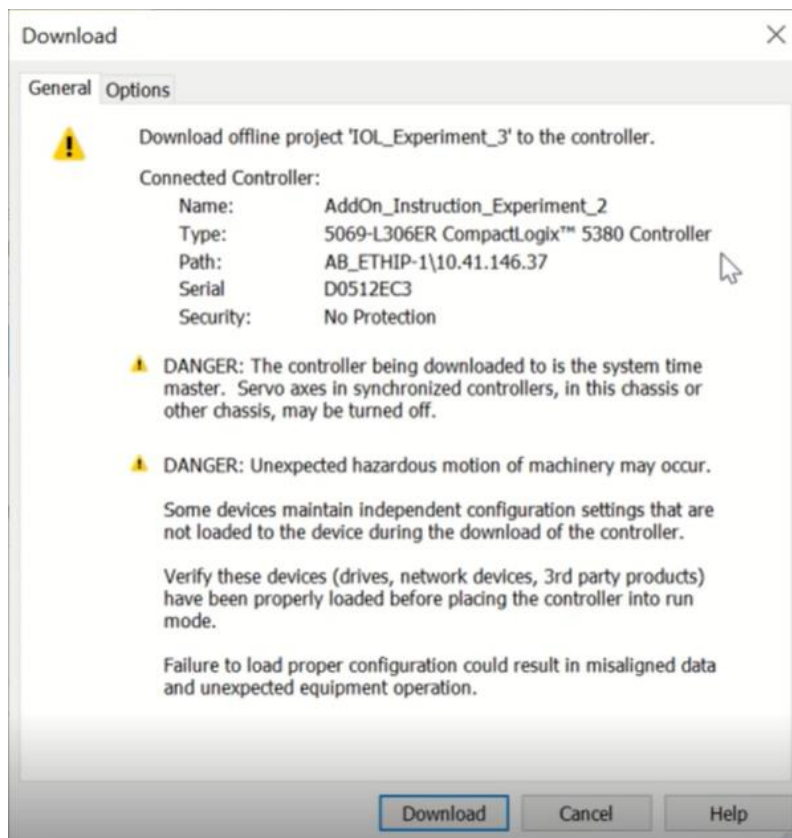 Download
General Options
Download offline project 'IOL_Experiment_3' to the controller.
Connected Controller:
Name: AddOn_Instruction_Experiment_2
Type: 5069-L306ER CompactLogix™ 5380 Controller
Path: AB_ETHIP-1\10.41.146.37
Serial D0512EC3
Security: No Protection
DANGER: The controller being downloaded to is the system time
master. Servo axes in synchronized controllers, in this chassis or
other chassis, may be turned off.
DANGER: Unexpected hazardous motion of machinery may occur.
Some devices maintain independent configuration settings that are
not loaded to the device during the download of the controller.
Verify these devices (drives, network devices, 3rd party products)
have been properly loaded before placing the controller into run
mode.
Failure to load proper configuration could result in misaligned data
and unexpected equipment operation.
Download Cancel Help